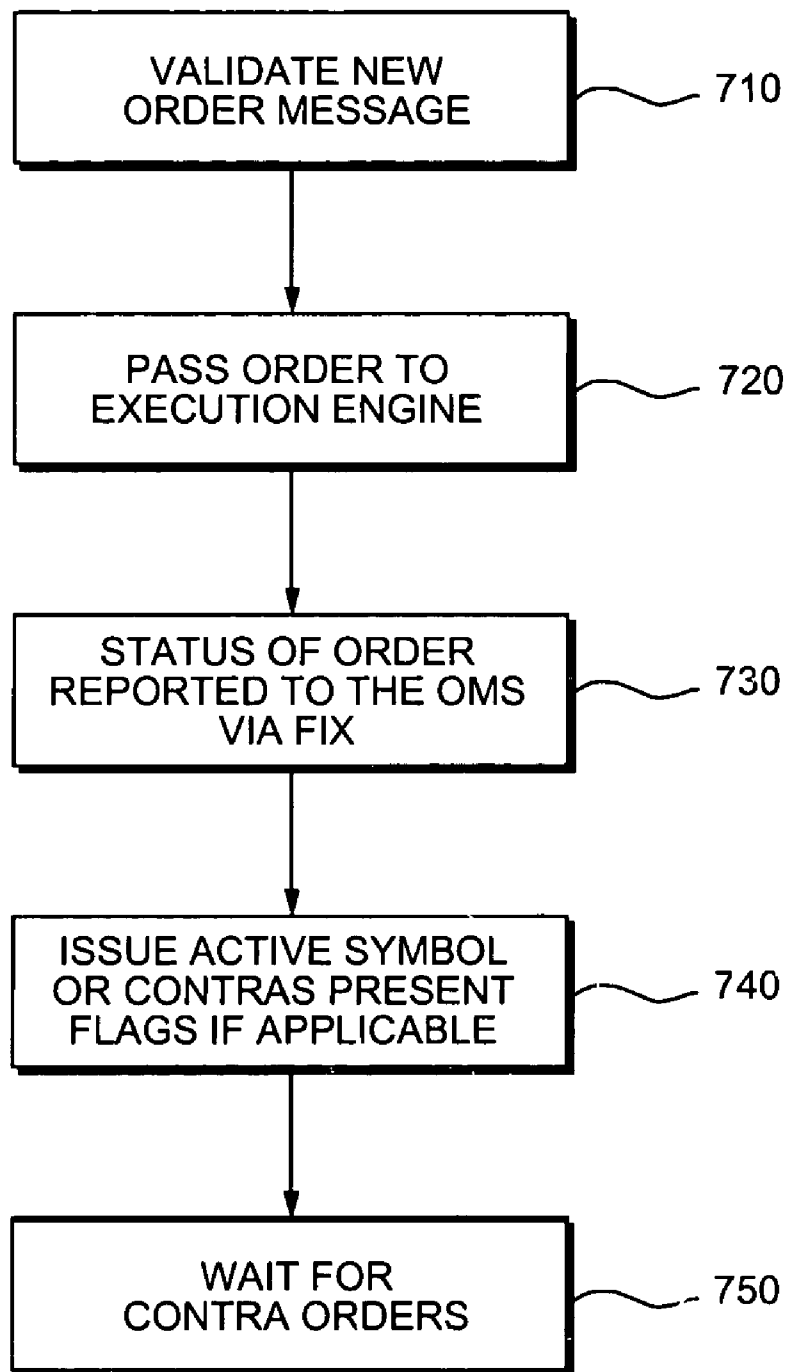 VALIDATE NEW
ORDER MESSAGE
710
PASS ORDER TO
EXECUTION ENGINE
720
STATUS OF ORDER
REPORTED TO THE OMS
VIA FIX
730
ISSUE ACTIVE SYMBOL
OR CONTRAS PRESENT
FLAGS IF APPLICABLE
740
WAIT FOR
CONTRA ORDERS
750